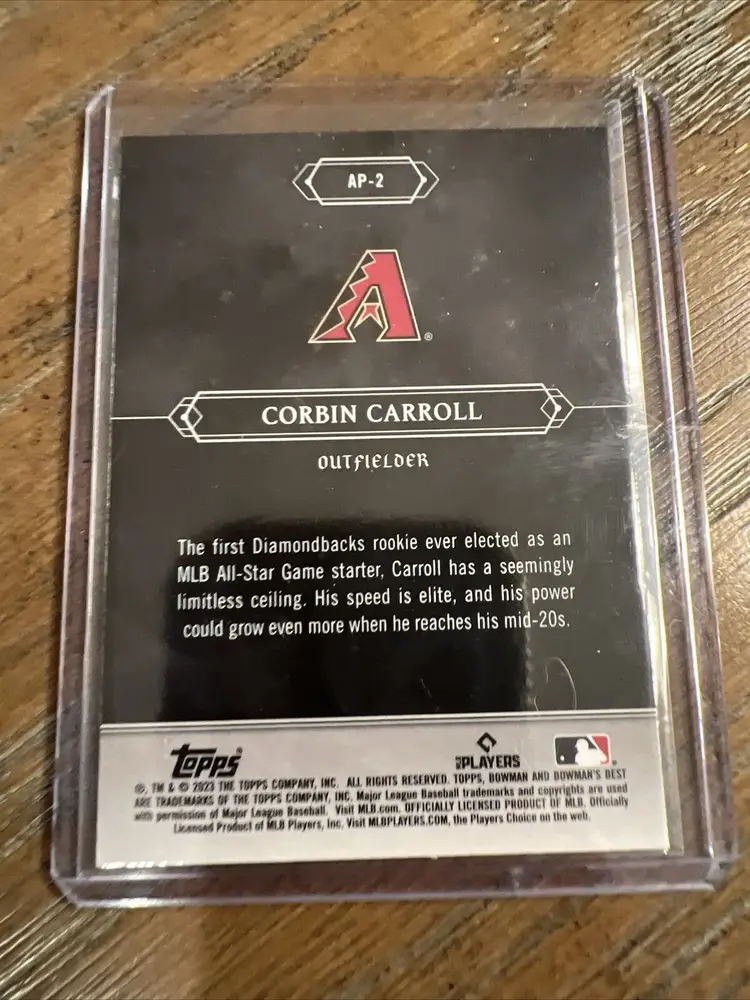 AP-2
A
®
CORBIN CARROLL
OUTFIELDER
The first Diamondbacks rookie ever elected as an
MLB All-Star Game starter, Carroll has a seemingly
limitless ceiling. His speed is elite, and his power
could grow even more when he reaches his mid-20s.
topps®
MLB PLAYERS
®, TM & © 2023 THE TOPPS COMPANY, INC. ALL RIGHTS RESERVED. TOPPS, BOWMAN AND BOWMAN'S BEST
ARE TRADEMARKS OF THE TOPPS COMPANY, INC. Major League Baseball trademarks and copyrights are used
with permission of Major League Baseball. Visit MLB.com. OFFICIALLY LICENSED PRODUCT OF MLB. Officially
Licensed Product of MLB Players, Inc. Visit MLBPLAYERS.COM, the Players Choice on the web.